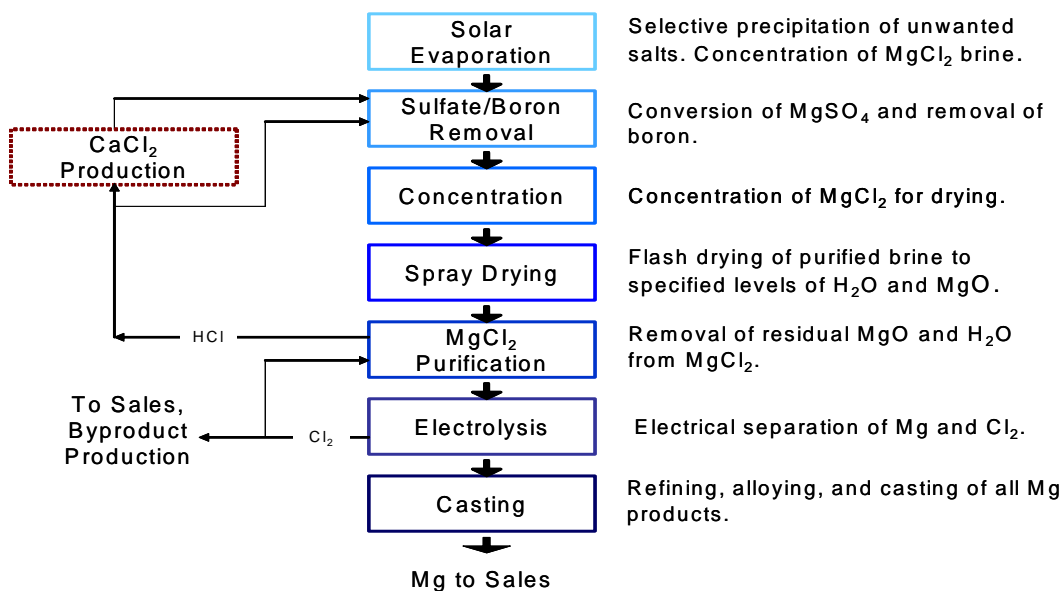 Solar
Evaporation
Selective precipitation of unwanted
salts. Concentration of MgCl₂ brine.
Sulfate/Boron
Removal
Conversion of MgSO₄ and removal of
boron.
CaCl₂
Production
Concentration
Concentration of MgCl₂ for drying.
Spray Drying
Flash drying of purified brine to
specified levels of H₂O and MgO.
HCl
MgCl₂
Purification
Removal of residual MgO and H₂O
from MgCl₂.
To Sales,
Byproduct
Production
Cl₂
Electrolysis
Electrical separation of Mg and Cl₂.
Casting
Refining, alloying, and casting of all Mg
products.
Mg to Sales